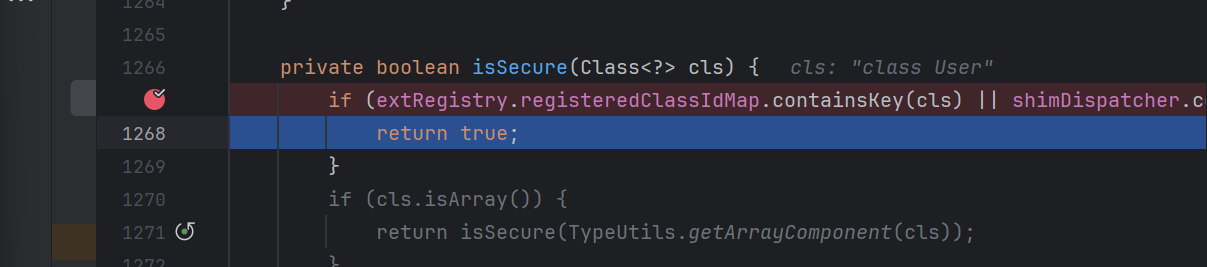 1264 }
1265
1266 private boolean isSecure(Class<?> cls) { cls: "class User"
if (extRegistry.registeredClassIdMap.containsKey(cls) || shimDispatcher.c
1268 return true;
1269 }
1270 if (cls.isArray()) {
1271 return isSecure(TypeUtils.getArrayComponent(cls));
1272 }